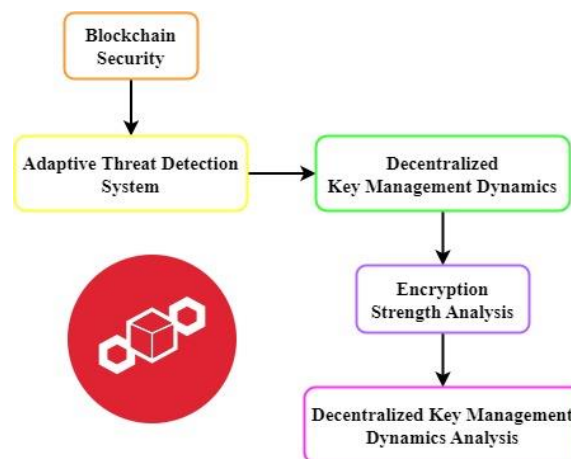 Blockchain
Security
Adaptive Threat Detection
System
Decentralized
Key Management Dynamics
Encryption
Strength Analysis
Decentralized Key Management
Dynamics Analysis